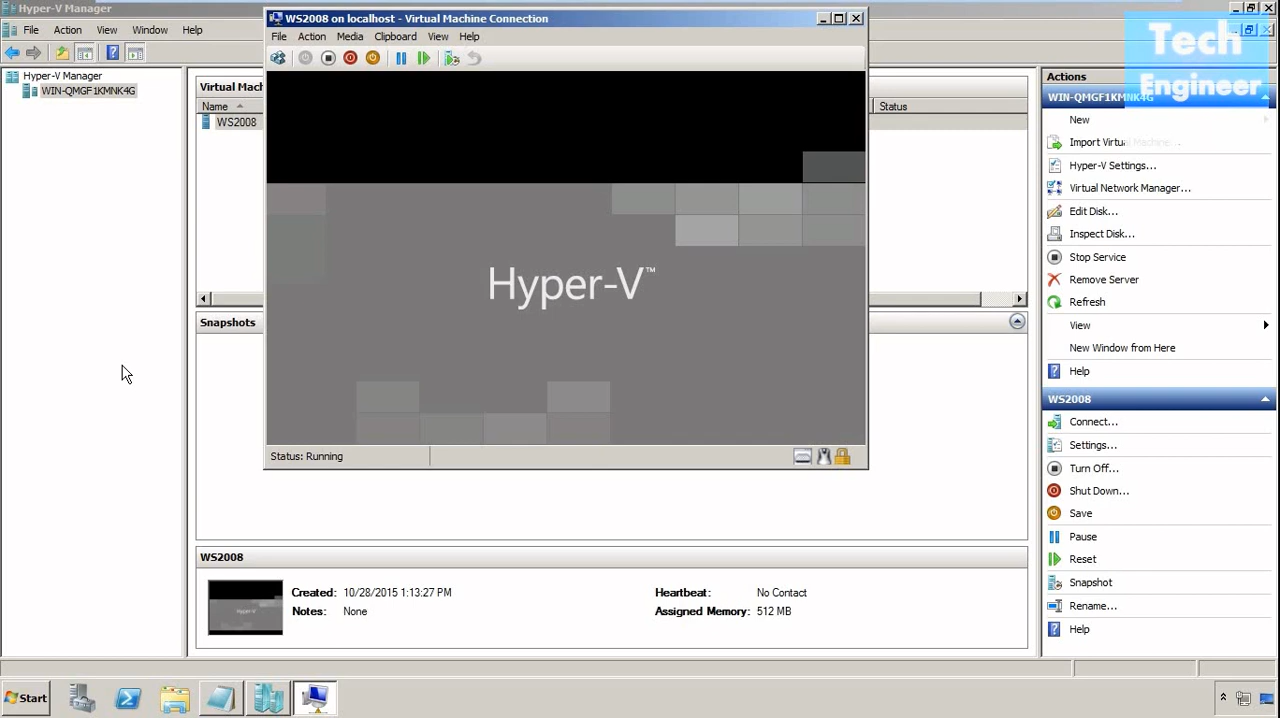 Hyper-V Manager
WS2008 on localhost - Virtual Machine Connection
File Action View Window Help
File Action Media Clipboard View Help
Tech
Engineer
Hyper-V Manager
WIN-QMGF1KMNK4G
Name
WS2008
Status
Hyper-V™
Status: Running
Snapshots
WS2008
Created: 10/28/2015 1:13:27 PM
Notes: None
Heartbeat: No Contact
Assigned Memory: 512 MB
Actions
WIN-QMGF1KMNK4G
New
Import Virtual Machine...
Hyper-V Settings...
Virtual Network Manager...
Edit Disk...
Inspect Disk...
Stop Service
Remove Server
Refresh
View
New Window from Here
Help
WS2008
Connect...
Settings...
Turn Off...
Shut Down...
Save
Pause
Reset
Snapshot
Rename...
Help
Start